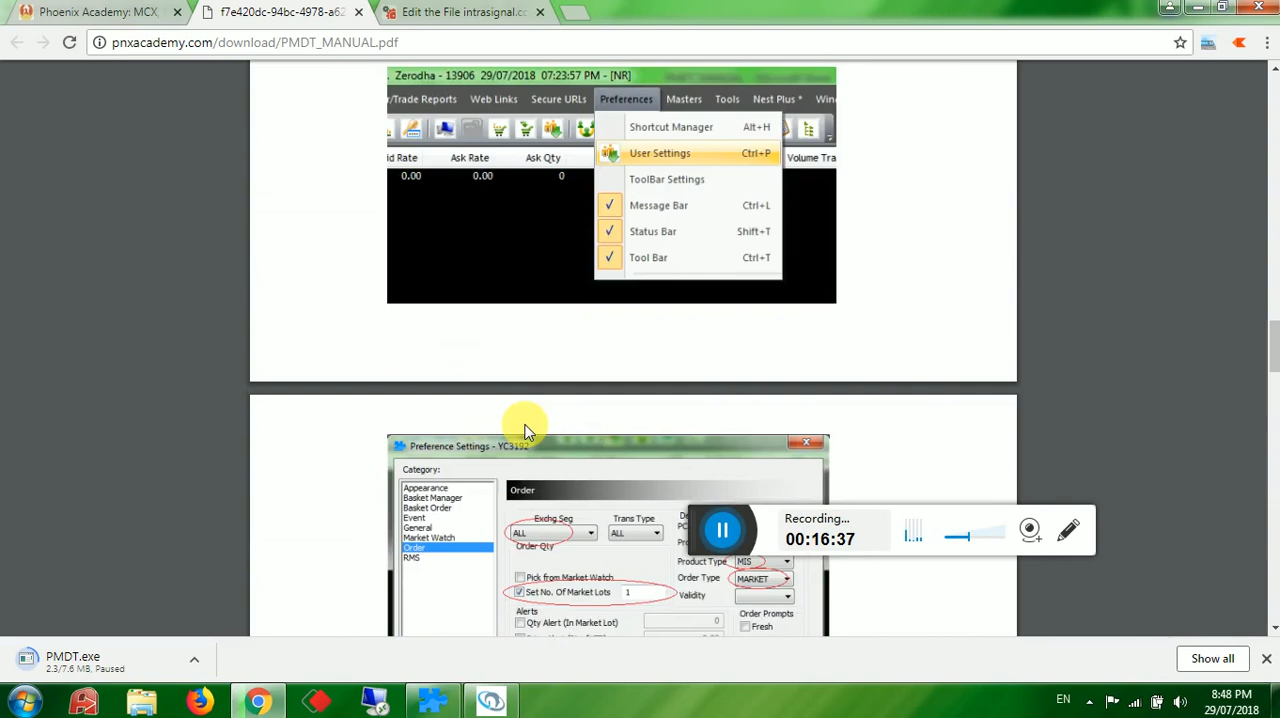 Phoenix Academy: MCX,
f7e420dc-94bc-4978-a62
Edit the File intrasignal.cc
pnxacademy.com/download/PMDT_MANUAL.pdf
. Zerodha - 13906 29/07/2018 07:23:57 PM - [NR]
r/Trade Reports Web Links Secure URLs Preferences Masters Tools Nest Plus * Win
Shortcut Manager Alt+H
User Settings Ctrl+P
ToolBar Settings
Message Bar Ctrl+L
Status Bar Shift+T
Tool Bar Ctrl+T
id Rate Ask Rate Ask Qty Volume Tra
0.00 0.00 0
Preference Settings - YC3192
Category:
Appearance
Basket Manager
Basket Order
Event
General
Market Watch
Order
RMS
Order
Exchg Seg Trans Type
ALL ALL
Order Qty
Product Type MIS
Pick from Market Watch
Order Type MARKET
Set No. Of Market Lots 1
Validity
Alerts
Order Prompts
Qty Alert (In Market Lot) 0
Fresh
Recording...
00:16:37
PMDT.exe
2.3/7.6 MB, Paused
Show all
EN
8:48 PM
29/07/2018